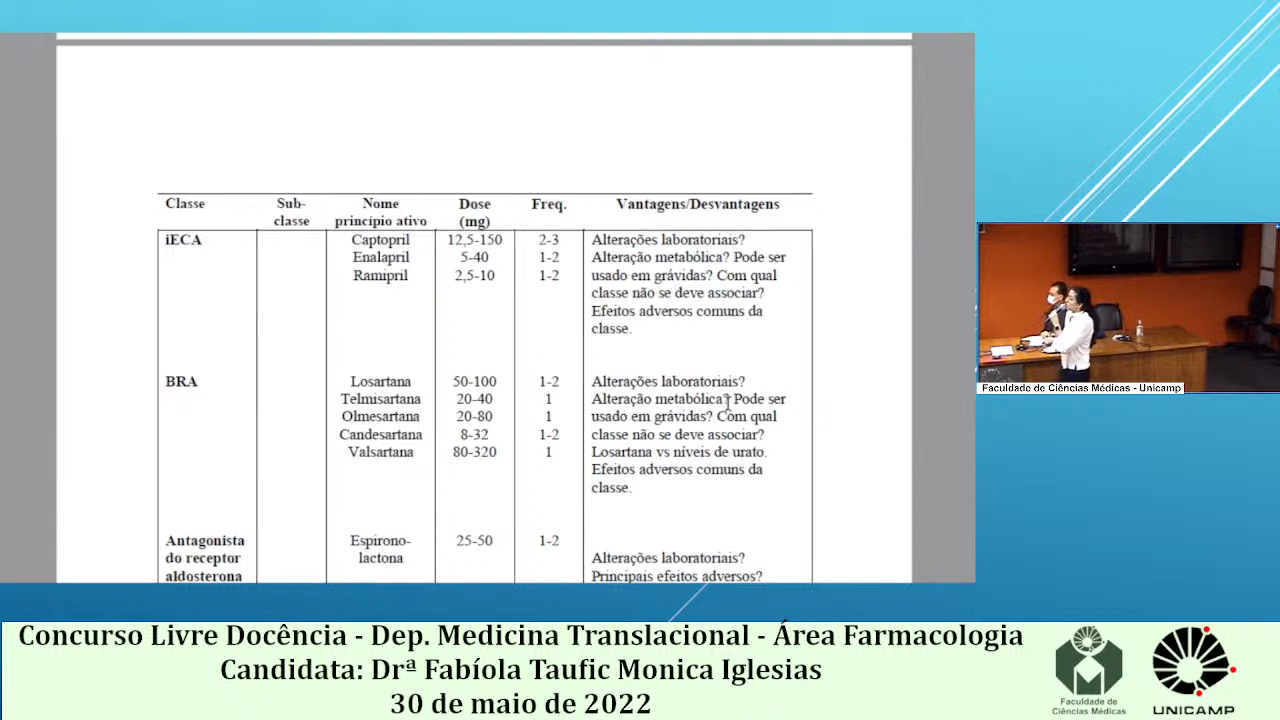 Classe Sub-classe Nome princípio ativo Dose (mg) Freq. Vantagens/Desvantagens
iECA Captopril 12,5-150 2-3 Alterações laboratoriais?
Enalapril 5-40 1-2 Alteração metabólica? Pode ser
Ramipril 2,5-10 1-2 usado em grávidas? Com qual
classe não se deve associar?
Efeitos adversos comuns da
classe.
BRA Losartana 50-100 1-2 Alterações laboratoriais?
Telmisartana 20-40 1 Alteração metabólica? Pode ser
Olmesartana 20-80 1 usado em grávidas? Com qual
Candesartana 8-32 1-2 classe não se deve associar?
Valsartana 80-320 1 Losartana vs níveis de urato.
Efeitos adversos comuns da
classe.
Antagonista Espirono- 25-50 1-2
do receptor lactona Alterações laboratoriais?
aldosterona Principais efeitos adversos?
Faculdade de Ciências Médicas - Unicamp
Concurso Livre Docência - Dep. Medicina Translacional - Área Farmacologia
Candidata: Drª Fabíola Taufic Monica Iglesias
30 de maio de 2022
Faculdade de
Ciências Médicas
UNICAMP